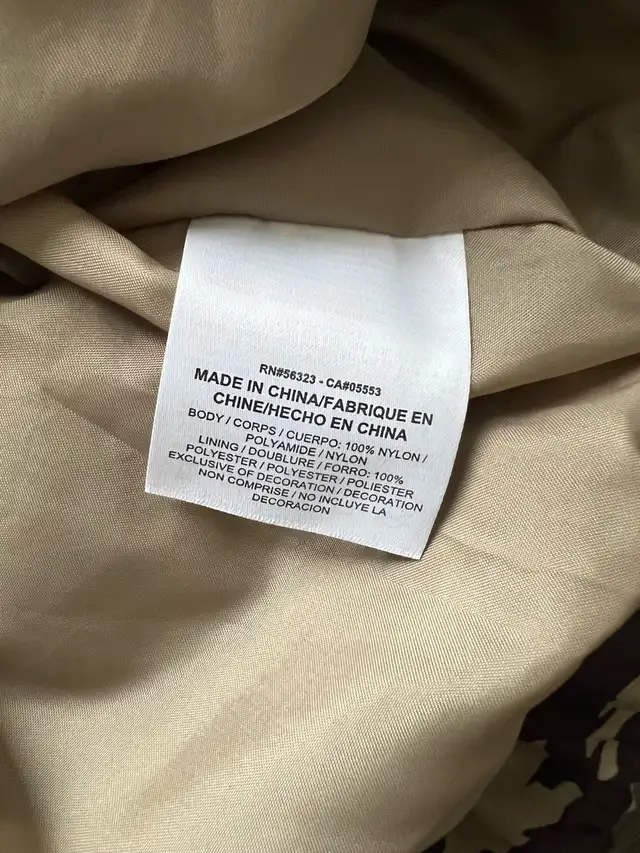 RN#56323 - CA#05553
MADE IN CHINA/FABRIQUE EN
CHINE/HECHO EN CHINA
BODY / CORPS / CUERPO: 100% NYLON /
POLYAMIDE / NYLON
LINING / DOUBLURE / FORRO: 100%
POLYESTER / POLYESTER / POLIESTER
EXCLUSIVE OF DECORATION / DECORATION
NON COMPRISE / NO INCLUYE LA
DECORACION